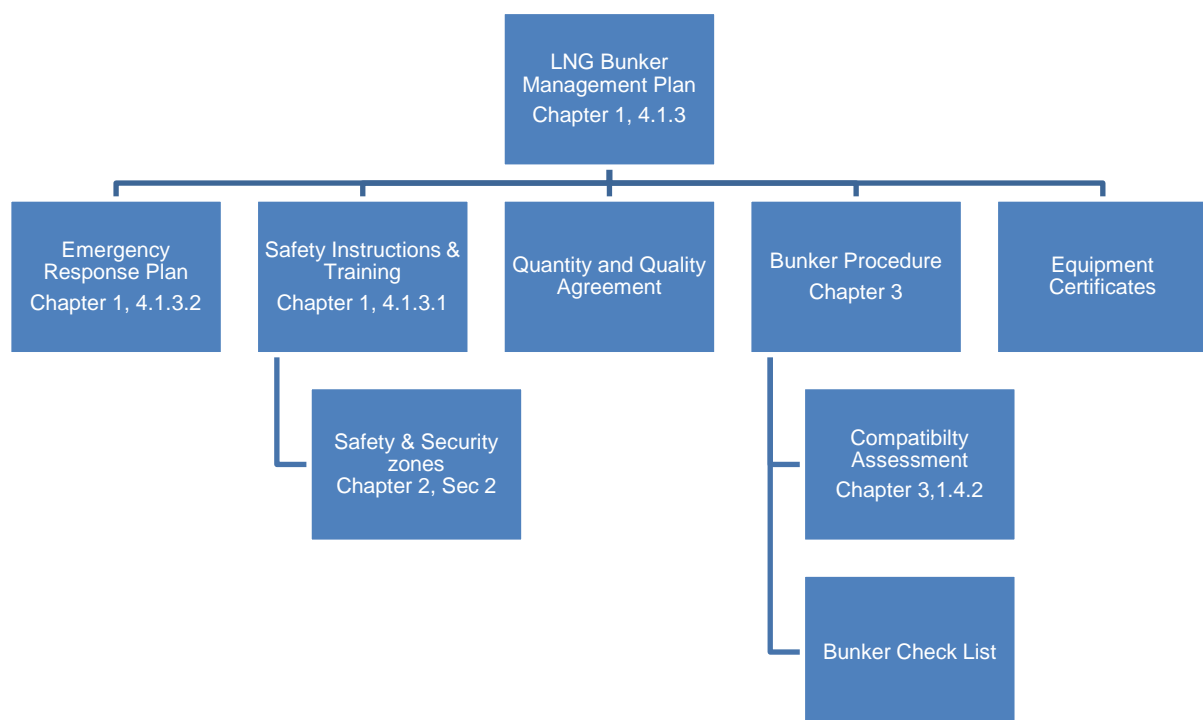 LNG Bunker
Management Plan
Chapter 1, 4.1.3
Emergency
Response Plan
Chapter 1, 4.1.3.2
Safety Instructions &
Training
Chapter 1, 4.1.3.1
Quantity and Quality
Agreement
Bunker Procedure
Chapter 3
Equipment
Certificates
Safety & Security
zones
Chapter 2, Sec 2
Compatibilty
Assessment
Chapter 3,1.4.2
Bunker Check List